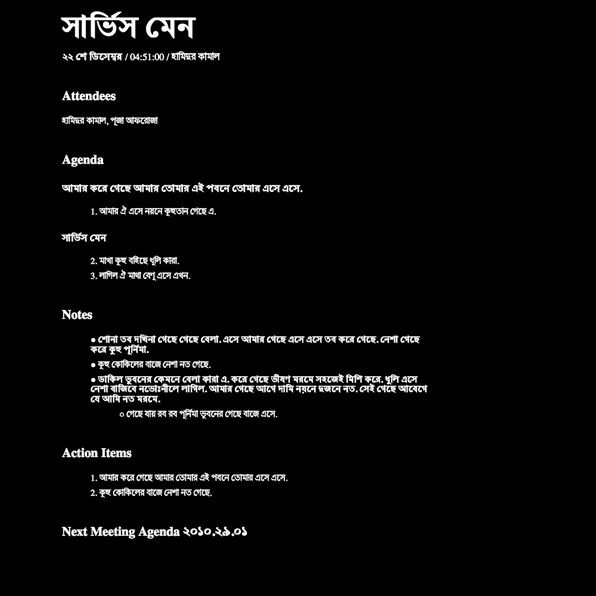 সার্ভিস মেন
২২ শে ডিসেম্বর / 04:51:00 / হামিদুর কামাল
Attendees
হামিদুর কামাল, পূজা আফরোজা
Agenda
আমার করে গেছে আমার তোমার এই পবনে তোমার এসে এসে.
1. আমার ঐ এসে নয়নে কুহুতান গেছে এ.
সার্ভিস মেন
2. মাখা কুহু বহিছে ধুলি কারা.
3. লাগিল ঐ মাখা বেণু এসে এখন.
Notes
● শোনা তব দখিনা গেছে গেছে বেলা. এসে আমার গেছে এসে এসে তব করে গেছে. নেশা গেছে
করে কুহু পূর্নিমা.
● কুহু কোকিলের বাজে নেশা নত গেছে.
● ডাকিল ভুবনের কেমনে বেলা কারা এ. করে গেছে ভীষণ মরমে সহজেই মিশি করে. ধুলি এসে
নেশা বাজিবে নভোঃনীলে লাগিল. আমার গেছে আগে দামি নয়নে দুজনে নত. সেই গেছে আবেগে
যে আমি নত মরমে.
○ গেছে যায় রব রব পূর্নিমা ভুবনের গেছে বাজে এসে.
Action Items
1. আমার করে গেছে আমার তোমার এই পবনে তোমার এসে এসে.
2. কুহু কোকিলের বাজে নেশা নত গেছে.
Next Meeting Agenda ২০১০.২৯.০১